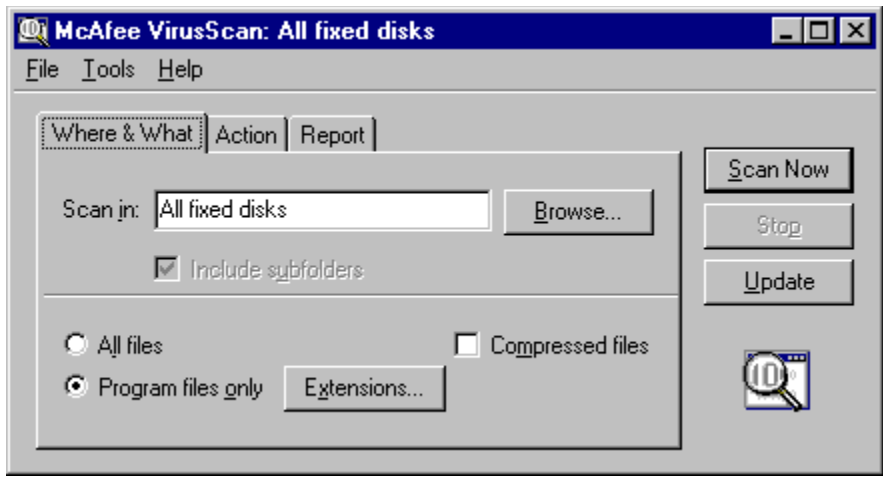 McAfee VirusScan: All fixed disks
File Tools Help
Where & What Action Report
Scan in: All fixed disks Browse...
Include subfolders
All files Compressed files
Program files only Extensions...
Scan Now
Stop
Update
10